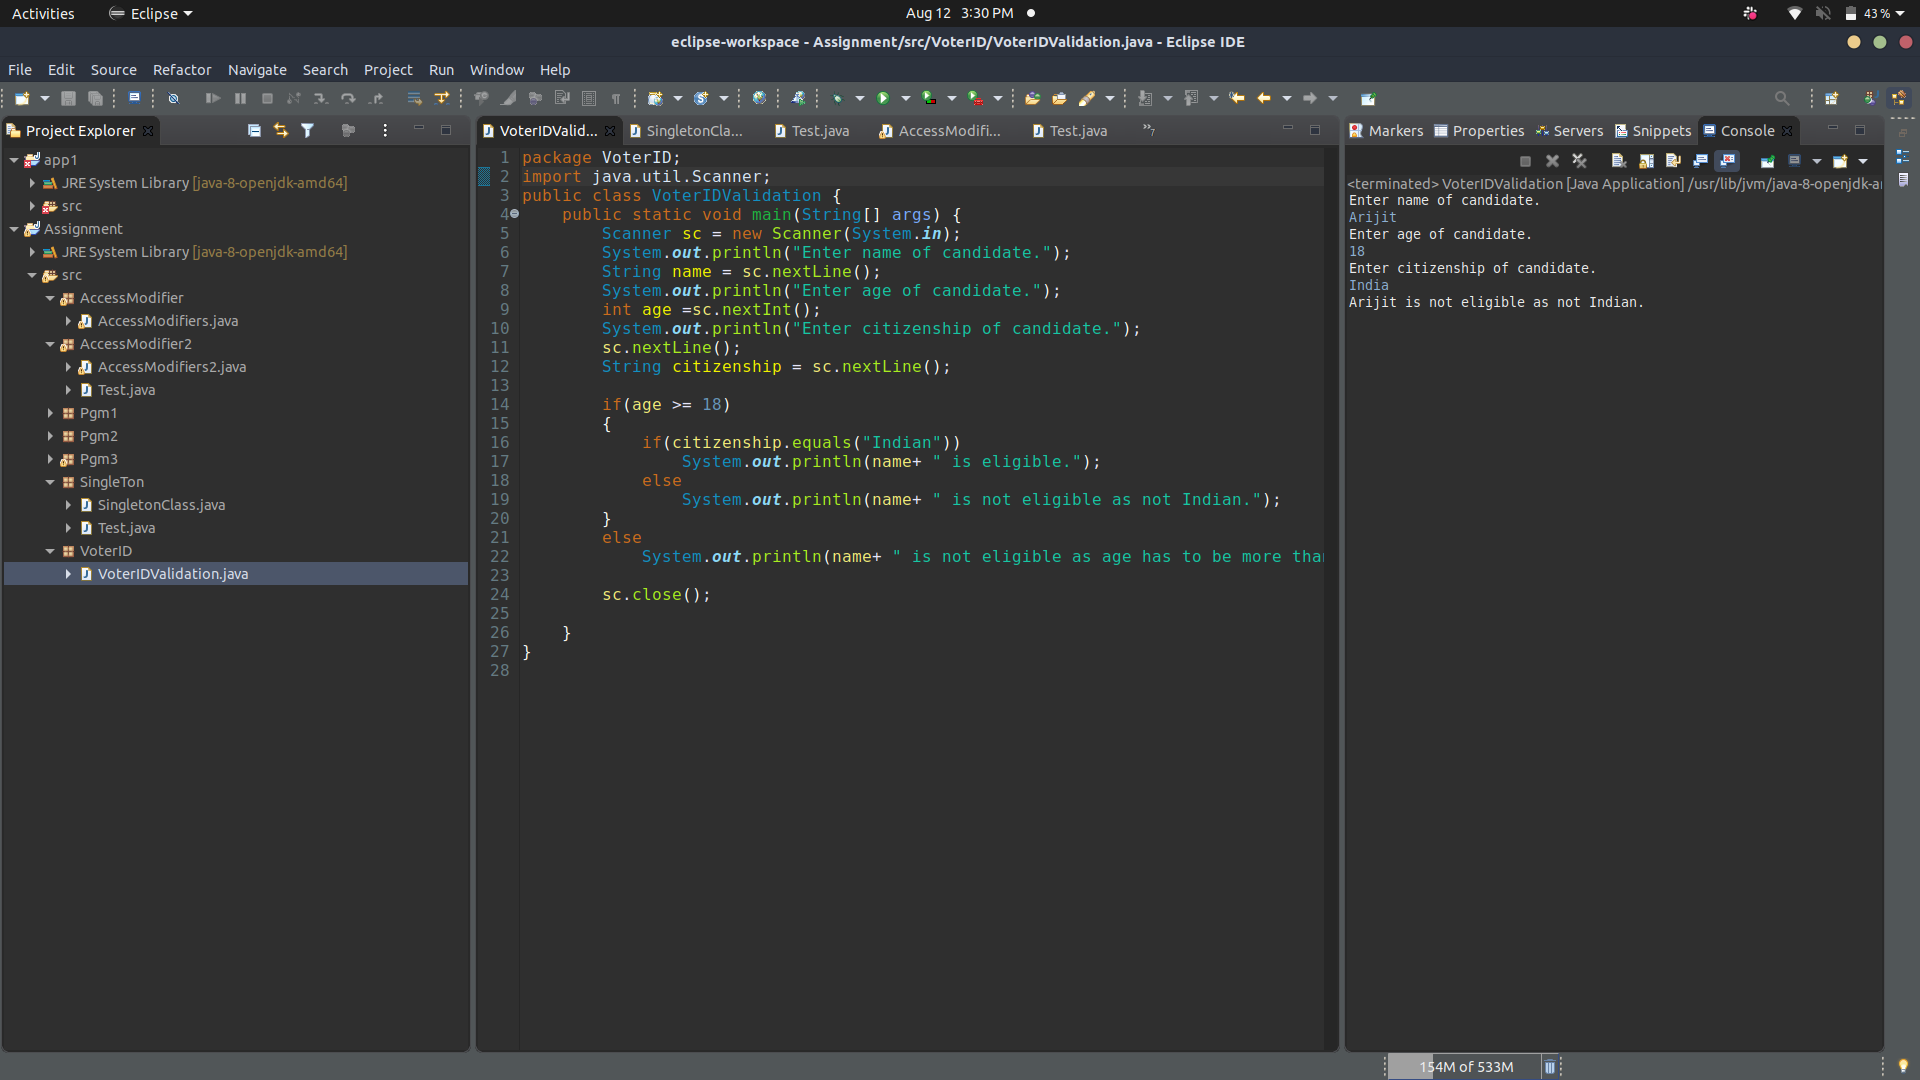 Activities Eclipse Aug 12 3:30 PM 43 %
eclipse-workspace - Assignment/src/VoterID/VoterIDValidation.java - Eclipse IDE
File Edit Source Refactor Navigate Search Project Run Window Help
Project Explorer
app1
JRE System Library [java-8-openjdk-amd64]
src
Assignment
JRE System Library [java-8-openjdk-amd64]
src
AccessModifier
AccessModifiers.java
AccessModifier2
AccessModifiers2.java
Test.java
Pgm1
Pgm2
Pgm3
SingleTon
SingletonClass.java
Test.java
VoterID
VoterIDValidation.java
VoterIDValid... SingletonCla... Test.java AccessModifi... Test.java »7
1 package VoterID;
2 import java.util.Scanner;
3 public class VoterIDValidation {
4 public static void main(String[] args) {
5 Scanner sc = new Scanner(System.in);
6 System.out.println("Enter name of candidate.");
7 String name = sc.nextLine();
8 System.out.println("Enter age of candidate.");
9 int age =sc.nextInt();
10 System.out.println("Enter citizenship of candidate.");
11 sc.nextLine();
12 String citizenship = sc.nextLine();
13
14 if(age >= 18)
15 {
16 if(citizenship.equals("Indian"))
17 System.out.println(name+ " is eligible.");
18 else
19 System.out.println(name+ " is not eligible as not Indian.");
20 }
21 else
22 System.out.println(name+ " is not eligible as age has to be more tha
23
24 sc.close();
25
26 }
27 }
28
Markers Properties Servers Snippets Console
<terminated> VoterIDValidation [Java Application] /usr/lib/jvm/java-8-openjdk-a
Enter name of candidate.
Arijit
Enter age of candidate.
18
Enter citizenship of candidate.
India
Arijit is not eligible as not Indian.
154M of 533M